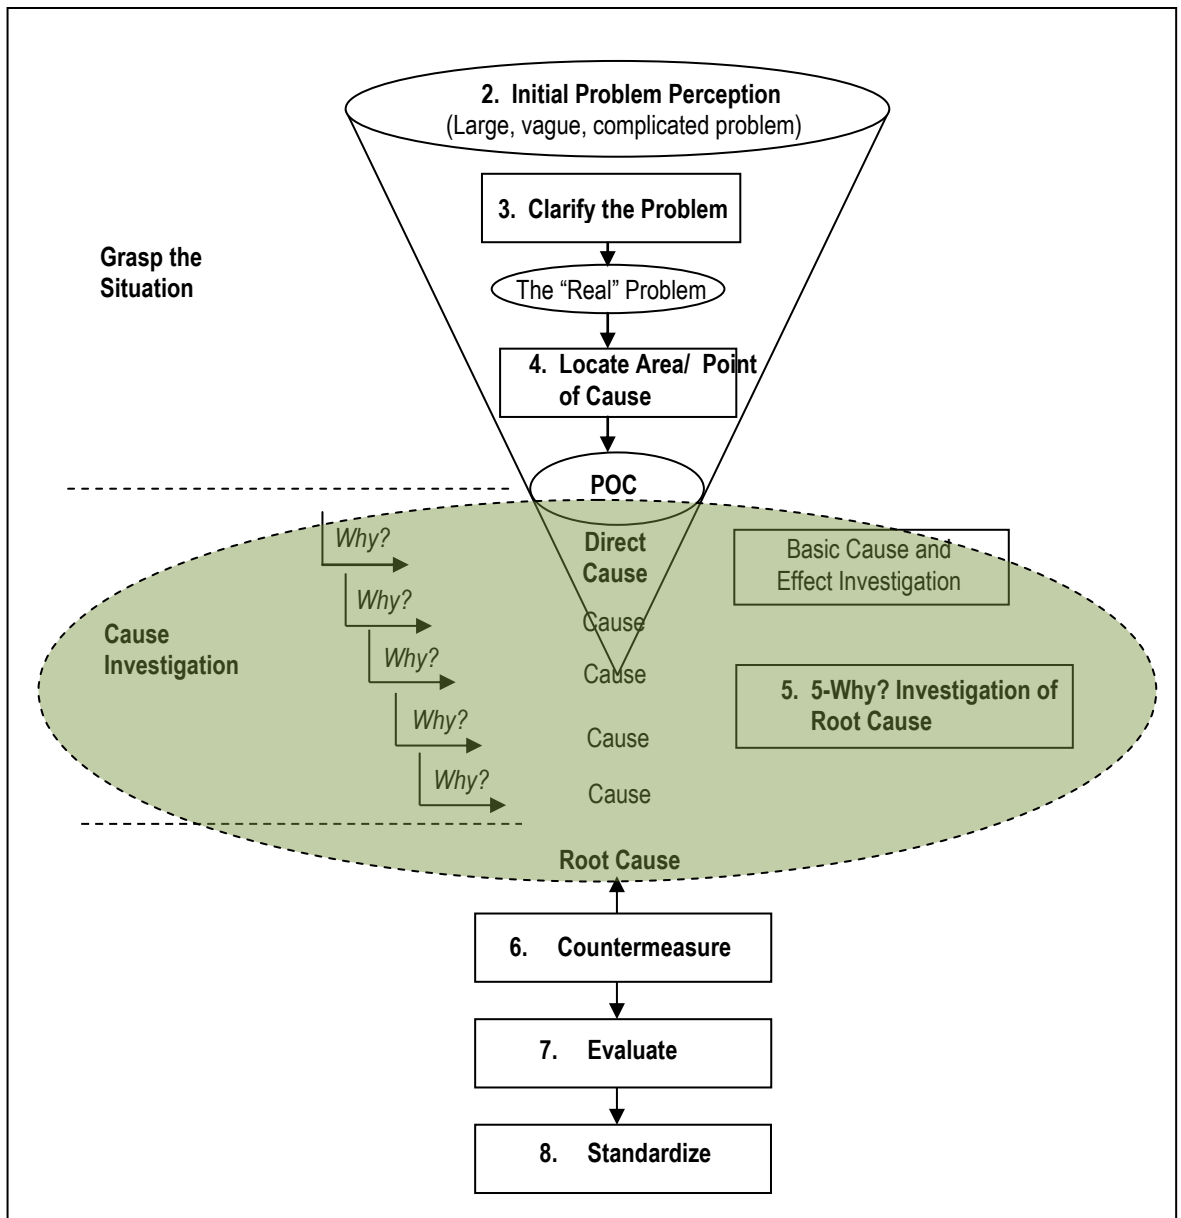 2. Initial Problem Perception
(Large, vague, complicated problem)
3. Clarify the Problem
Grasp the
Situation
The “Real” Problem
4. Locate Area/ Point
of Cause
POC
Why?
Direct
Cause
Basic Cause and
Effect Investigation
Why?
Cause
Cause
Investigation
Why?
Cause
5. 5-Why? Investigation of
Root Cause
Why?
Cause
Why?
Cause
Root Cause
6. Countermeasure
7. Evaluate
8. Standardize